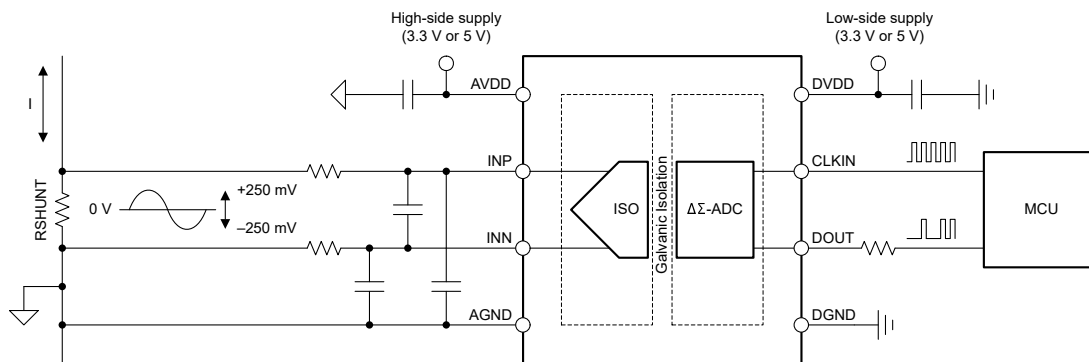 High-side supply
(3.3 V or 5 V)
Low-side supply
(3.3 V or 5 V)
AVDD
DVDD
I
INP
CLKIN
RSHUNT
0 V
+250 mV
–250 mV
ISO
Galvanic Isolation
ΔΣ-ADC
MCU
INN
DOUT
AGND
DGND